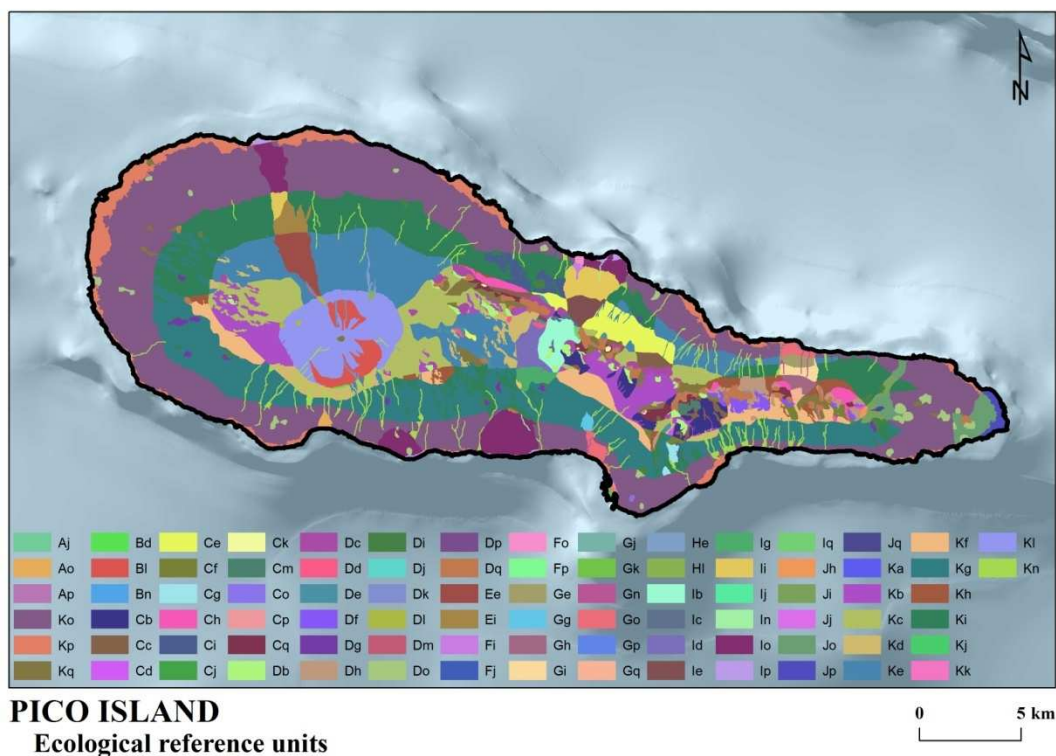 N
Aj Bd Ce Ck Dc Di Dp Fo Gj He Ig Iq Jq Kf Kl
Ao Bl Cf Cm Dd Dj Dq Fp Gk Hl Ii Jh Ka Kg Kn
Ap Bn Cg Co De Dk Ee Ge Gn Ib Ij Ji Kb Kh
Ko Cb Ch Cp Df Dl Ei Gg Go Ic In Jj Kc Ki
Kp Cc Ci Cq Dg Dm Fi Gh Gp Id Io Jo Kd Kj
Kq Cd Cj Db Dh Do Fj Gi Gq Ie Ip Jp Ke Kk
PICO ISLAND
Ecological reference units
0 5 km